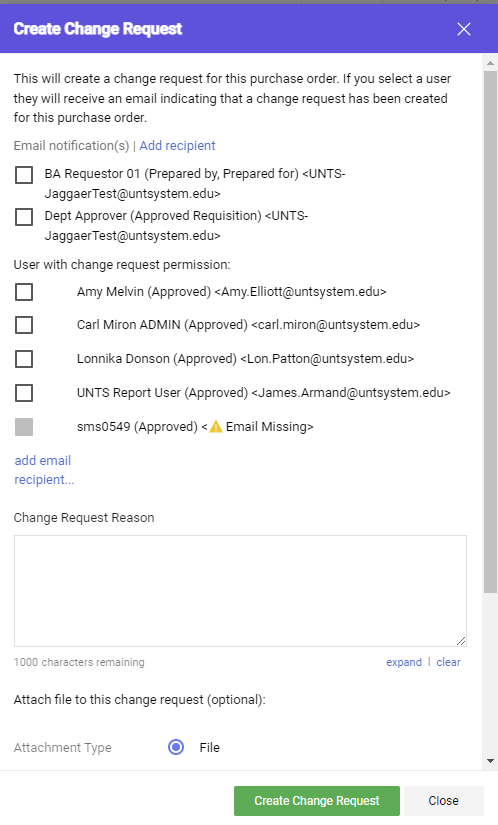 Create Change Request
This will create a change request for this purchase order. If you select a user
they will receive an email indicating that a change request has been created
for this purchase order.
Email notification(s) | Add recipient
BA Requestor 01 (Prepared by, Prepared for) <UNTS-
JaggaerTest@untsystem.edu>
Dept Approver (Approved Requisition) <UNTS-
JaggaerTest@untsystem.edu>
User with change request permission:
Amy Melvin (Approved) <Amy.Elliott@untsystem.edu>
Carl Miron ADMIN (Approved) <carl.miron@untsystem.edu>
Lonnika Donson (Approved) <Lon.Patton@untsystem.edu>
UNTS Report User (Approved) <James.Armand@untsystem.edu>
sms0549 (Approved) <⚠ Email Missing>
add email
recipient...
Change Request Reason
1000 characters remaining expand | clear
Attach file to this change request (optional):
Attachment Type File
Create Change Request Close